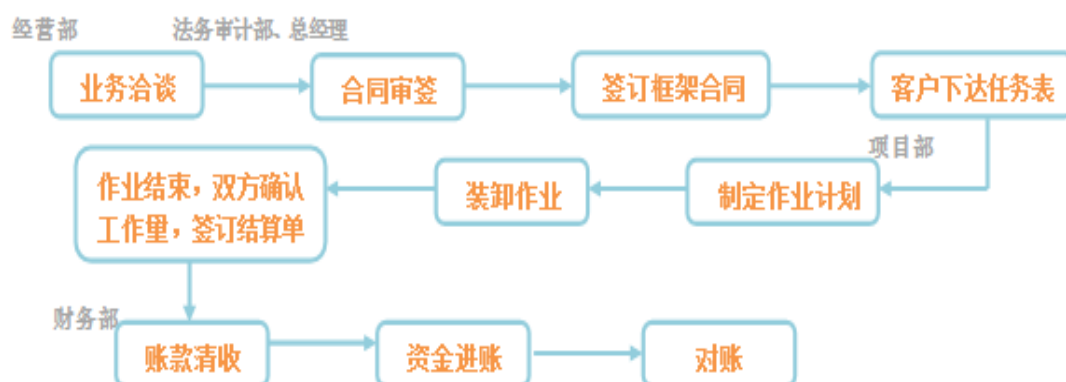 经营部
法务审计部、总经理
业务洽谈
合同审签
签订框架合同
客户下达任务表
项目部
制定作业计划
装卸作业
作业结束，双方确认
工作量，签订结算单
财务部
账款清收
资金进账
对账